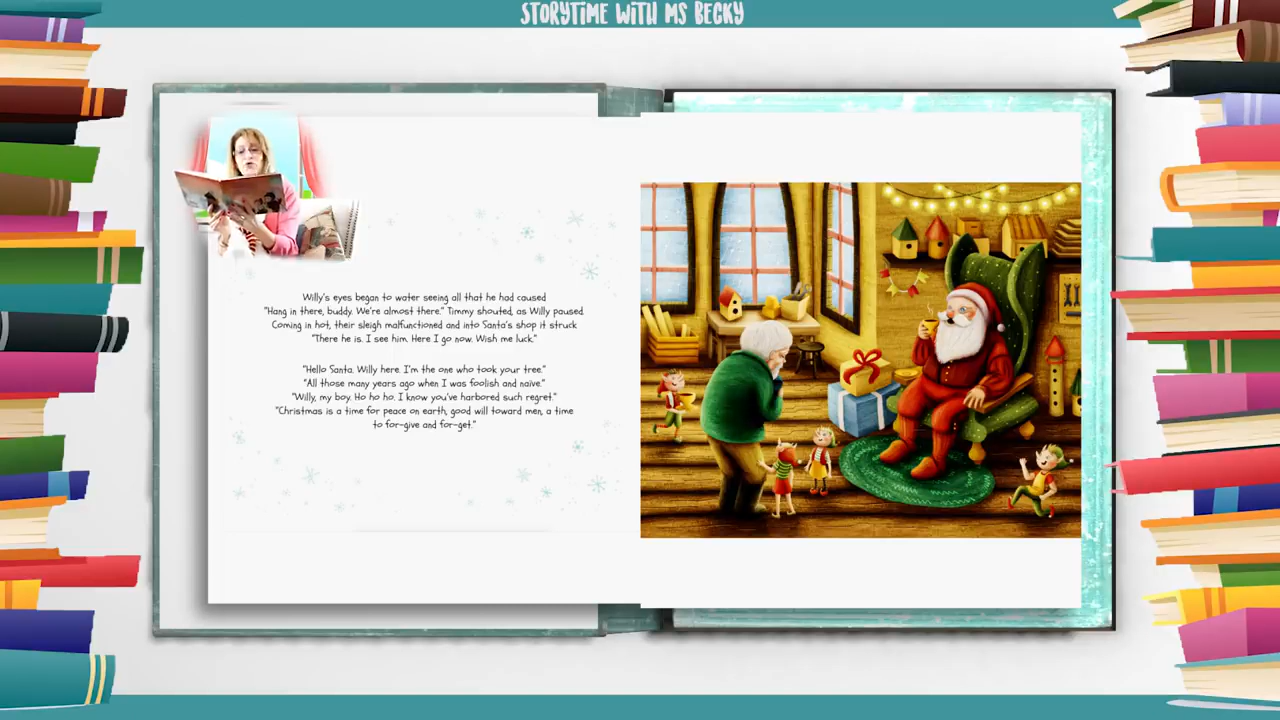 STORYTIME WITH MS BECKY
Willy's eyes began to water seeing all that he had caused
"Hang in there, buddy. We're almost there." Timmy shouted, as Willy paused.
Coming in hot, their sleigh malfunctioned and into Santa's shop it struck
"There he is. I see him. Here I go now. Wish me luck."
"Hello Santa. Willy here. I'm the one who took your tree."
"All those many years ago when I was foolish and naive."
"Willy, my boy. Ho ho ho. I know you've harbored such regret."
"Christmas is a time for peace on earth, good will toward men, a time
to for-give and for-get."